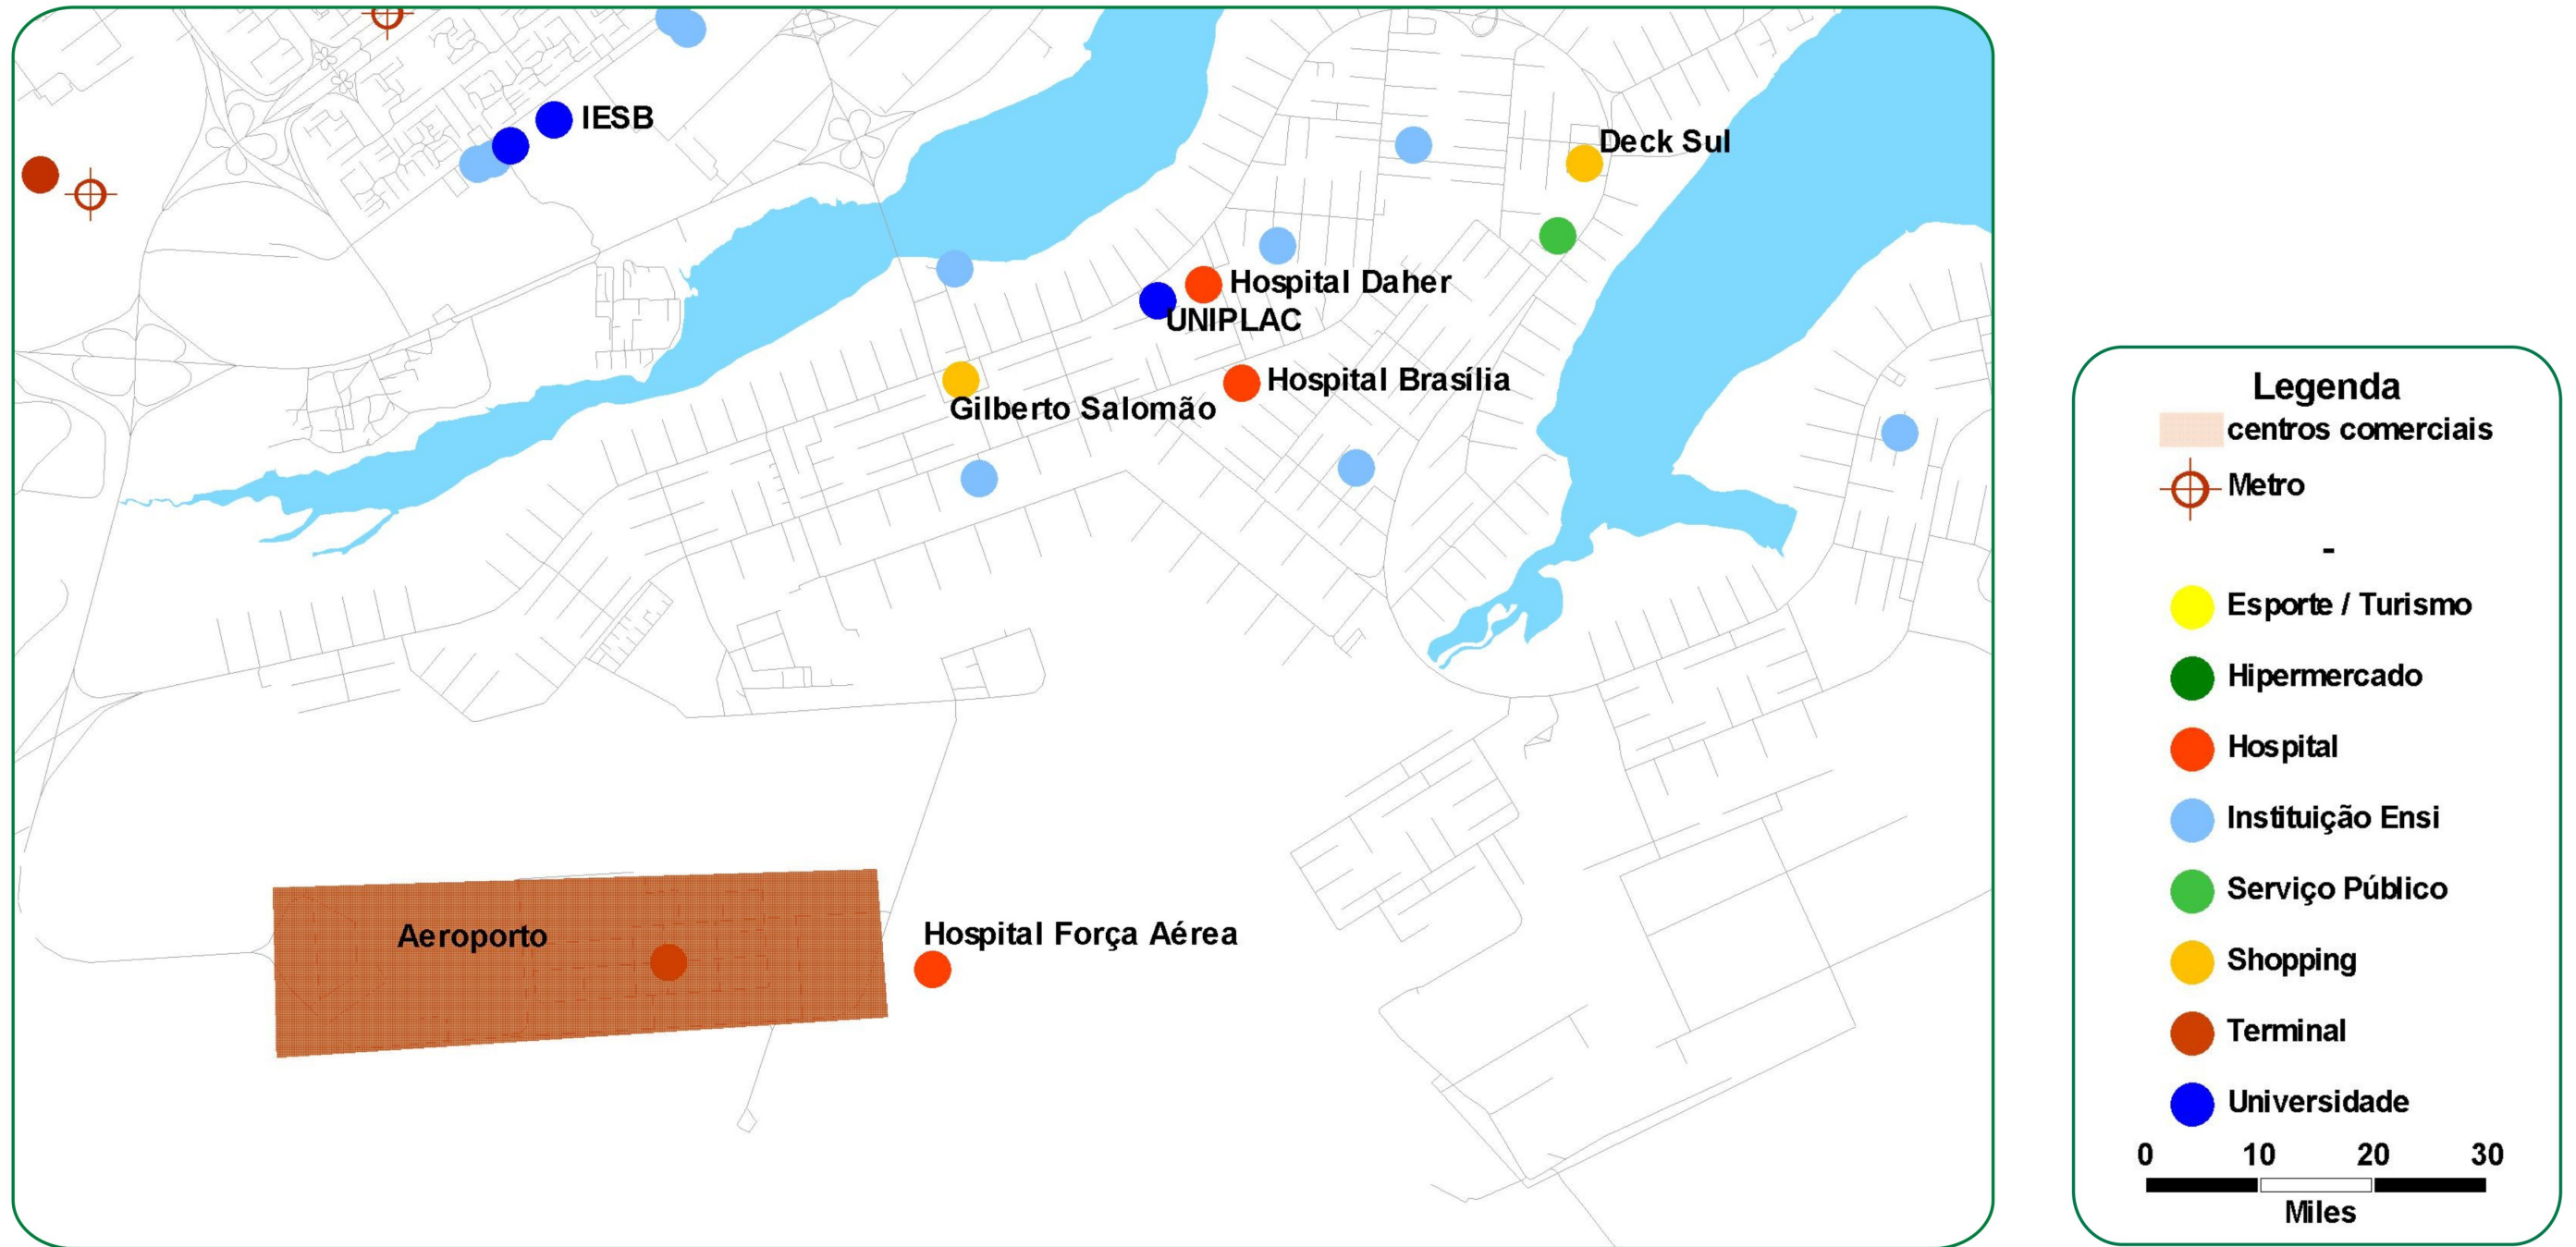 IESB
Deck Sul
Hospital Daher
UNIPLAC
Hospital Brasília
Gilberto Salomão
Aeroporto
Hospital Força Aérea
Legenda
centros comerciais
Metro
-
Esporte / Turismo
Hipermercado
Hospital
Instituição Ensi
Serviço Público
Shopping
Terminal
Universidade
0 10 20 30
Miles